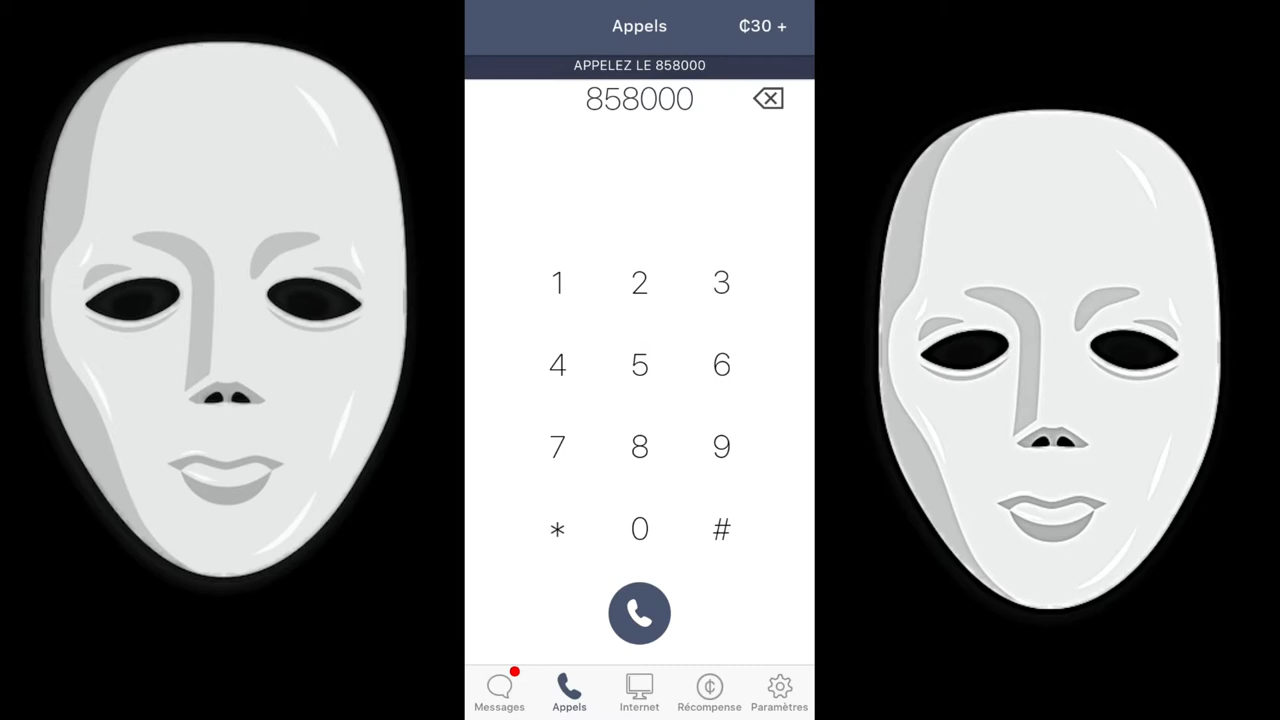 Appels ₵30 +
APPELEZ LE 858000
858000
1 2 3
4 5 6
7 8 9
* 0 #
Messages Appels Internet Récompense Paramètres